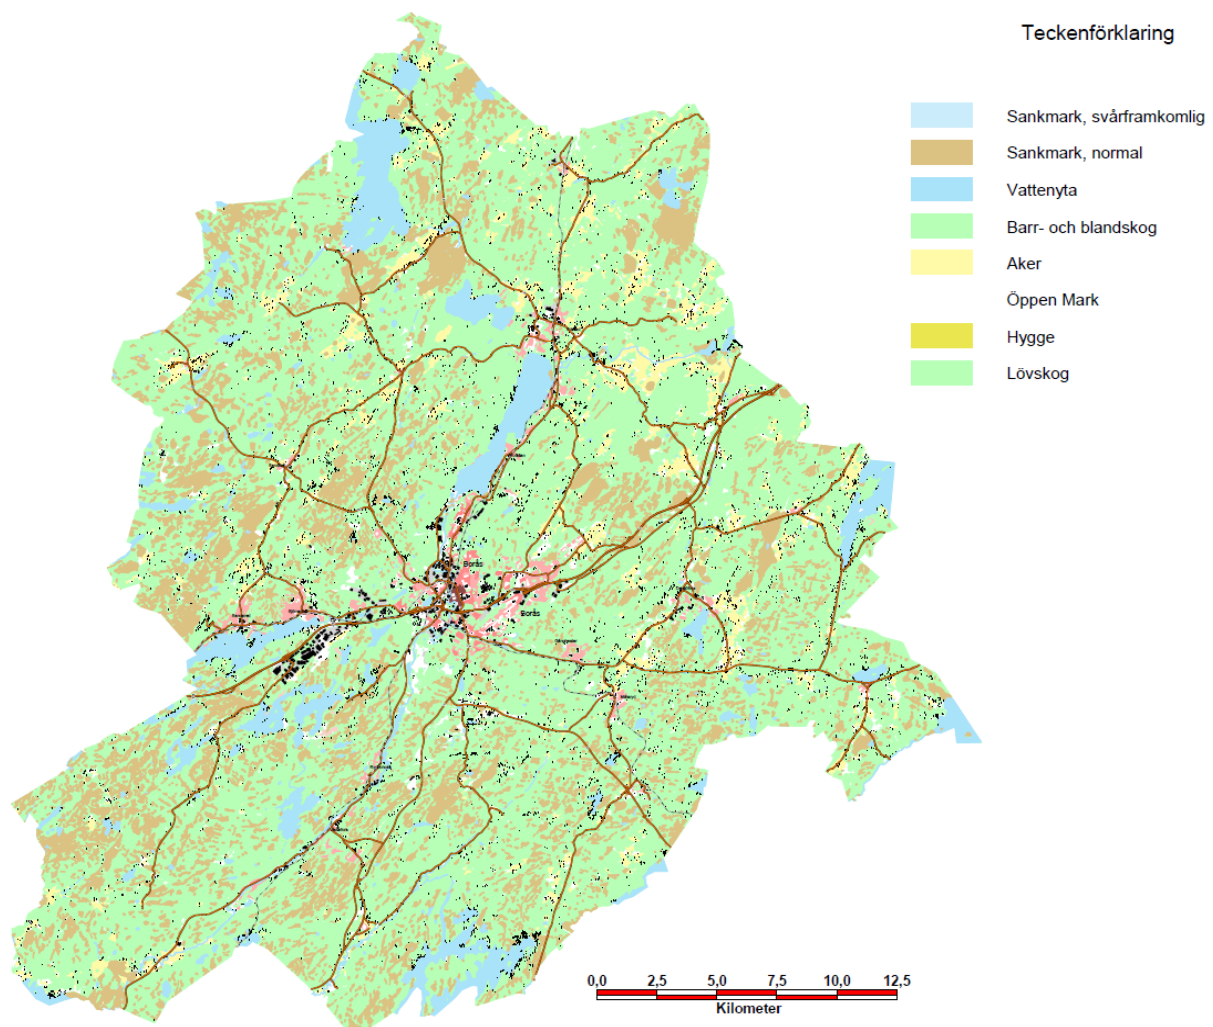 Teckenförklaring
Sankmark, svårframkomlig
Sankmark, normal
Vattenyta
Barr- och blandskog
Aker
Öppen Mark
Hygge
Lövskog
Borås
Borås
0,0 2,5 5,0 7,5 10,0 12,5
Kilometer